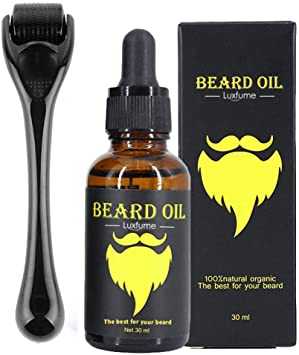 BEARD OIL
Luxfume
The best for your beard
Net 30 ml
BEARD OIL
Luxfume
100%natural organic
The best for your beard
30 ml